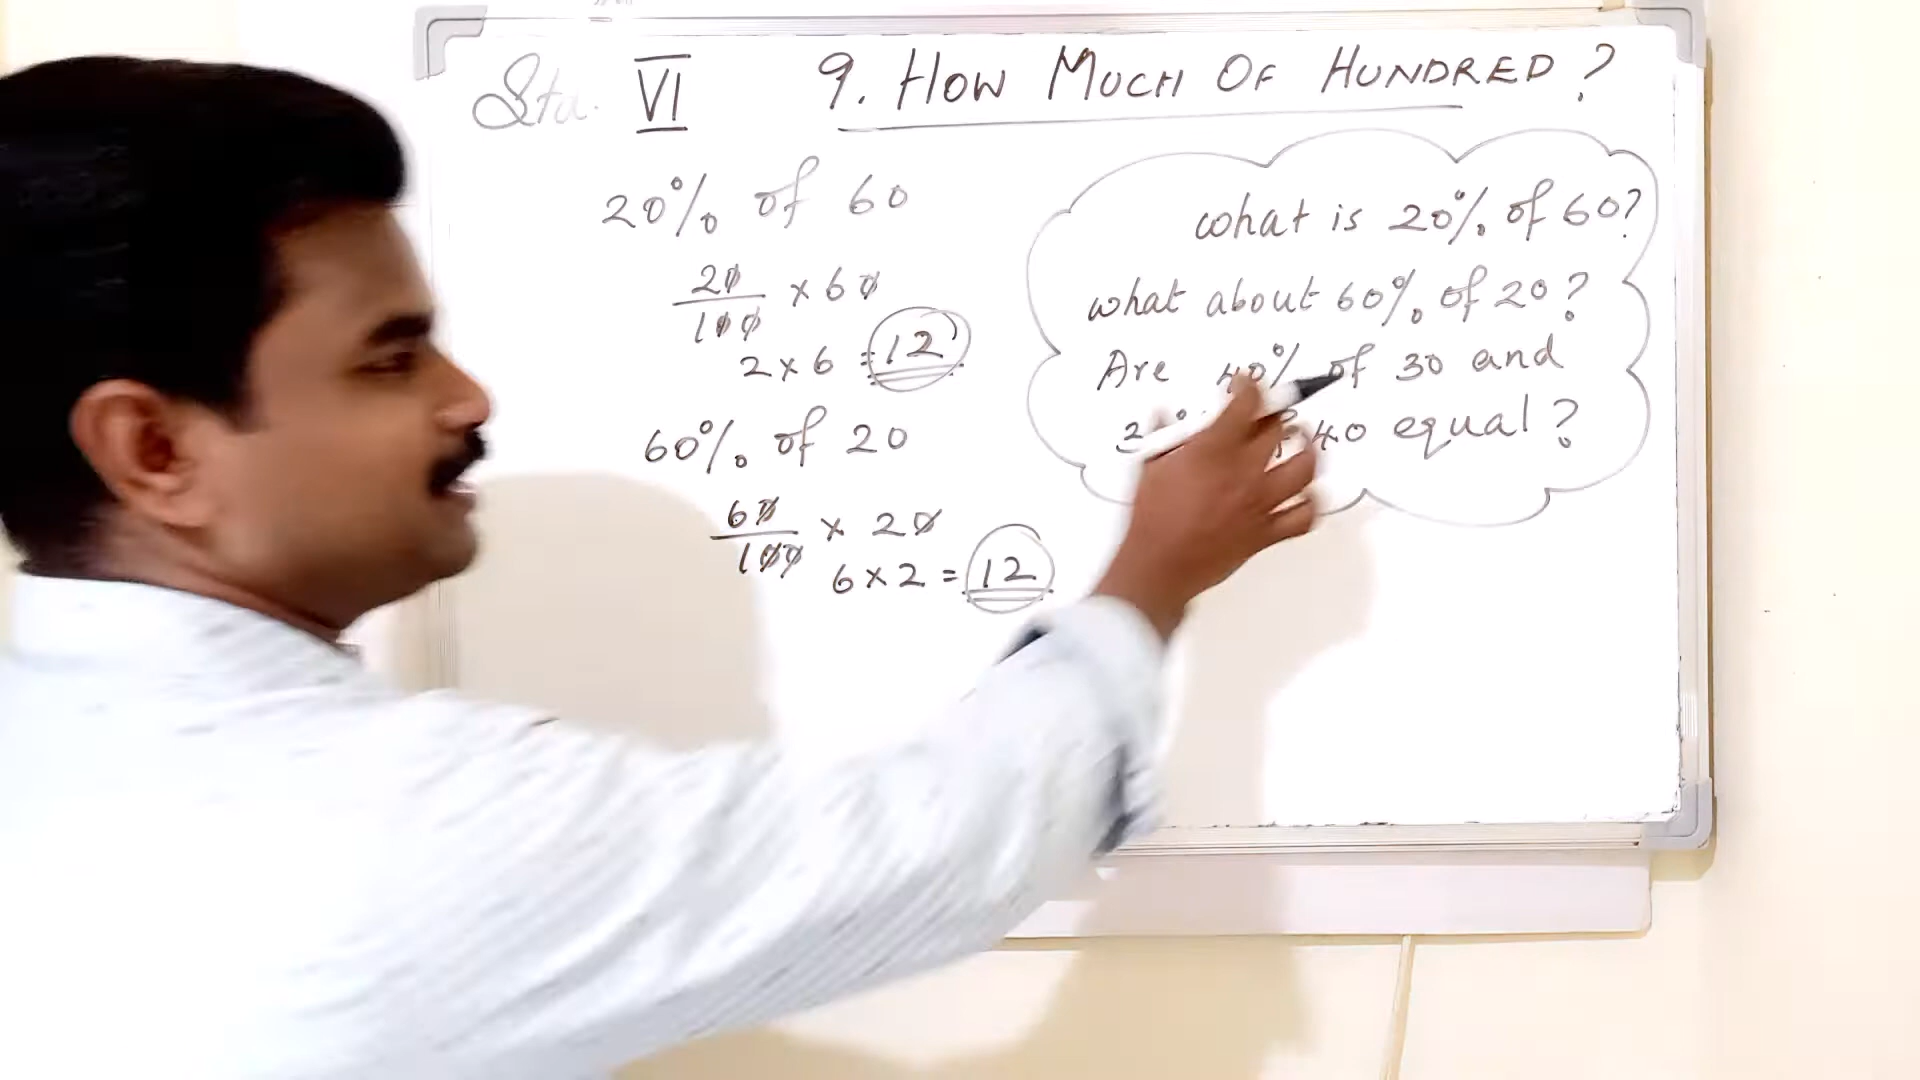 Std. VI 9. HOW MUCH OF HUNDRED ?
20% of 60
20/100 × 60
2 × 6 = 12
60% of 20
60/100 × 20
6 × 2 = 12
What is 20% of 60?
what about 60% of 20?
Are 40% of 30 and
40 equal ?